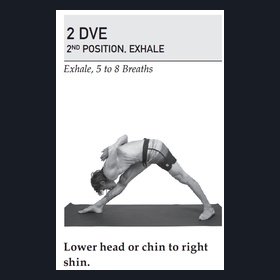 2 DVE
2ND POSITION, EXHALE
Exhale, 5 to 8 Breaths
Lower head or chin to right
shin.